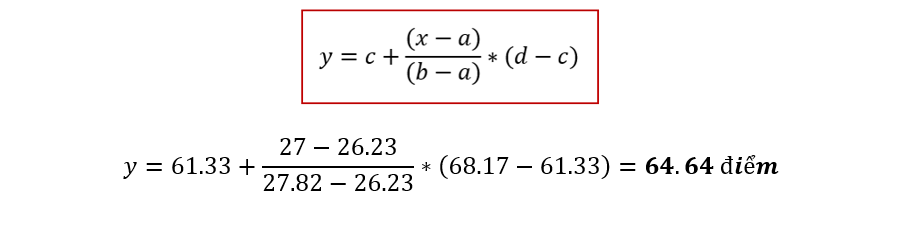 y = c + (x − a)/(b − a) * (d − c)
y = 61.33 + (27 − 26.23)/(27.82 − 26.23) * (68.17 − 61.33) = 64.64 điểm